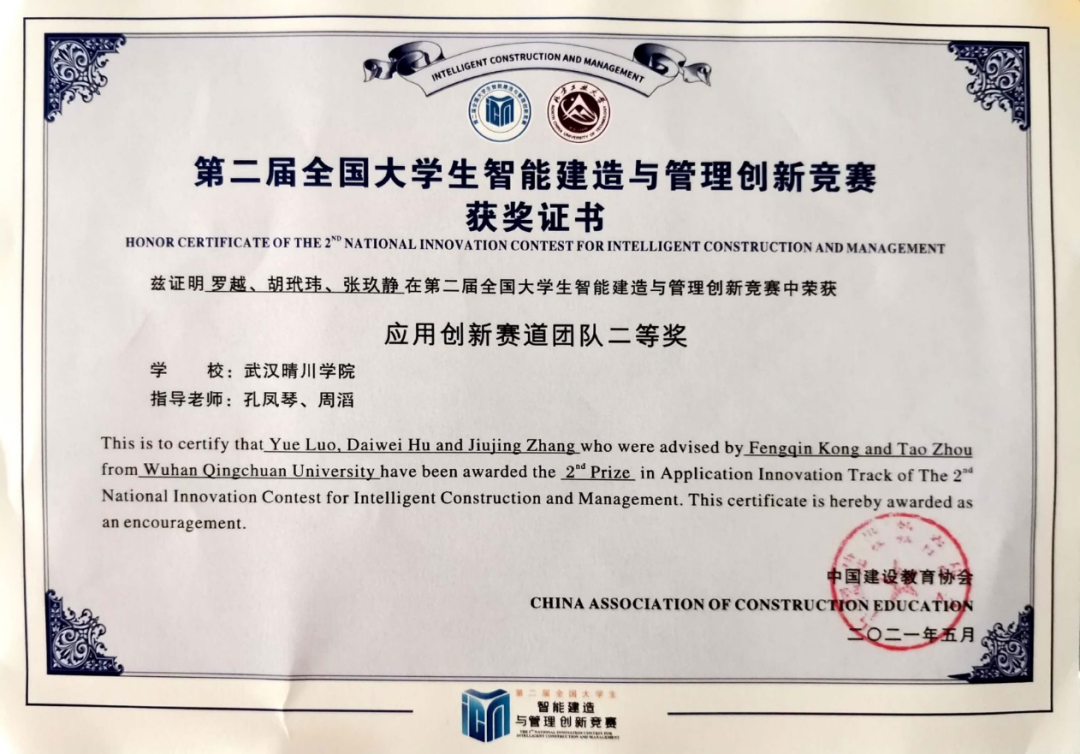 INTELLIGENT CONSTRUCTION AND MANAGEMENT
第二届全国大学生智能建造与管理创新竞赛
获奖证书
HONOR CERTIFICATE OF THE 2ND NATIONAL INNOVATION CONTEST FOR INTELLIGENT CONSTRUCTION AND MANAGEMENT
兹证明 罗越、胡玳玮、张玖静 在第二届全国大学生智能建造与管理创新竞赛中荣获
应用创新赛道团队二等奖
学 校：武汉晴川学院
指导老师：孔凤琴、周滔
This is to certify that Yue Luo, Daiwei Hu and Jiujing Zhang who were advised by Fengqin Kong and Tao Zhou
from Wuhan Qingchuan University have been awarded the 2nd Prize in Application Innovation Track of The 2nd
National Innovation Contest for Intelligent Construction and Management. This certificate is hereby awarded as
an encouragement.
中国建设教育协会
CHINA ASSOCIATION OF CONSTRUCTION EDUCATION
二〇二一年五月
第二届全国大学生
智能建造
与管理创新竞赛
THE 2ND NATIONAL INNOVATION CONTEST FOR
INTELLIGENT CONSTRUCTION AND MANAGEMENT